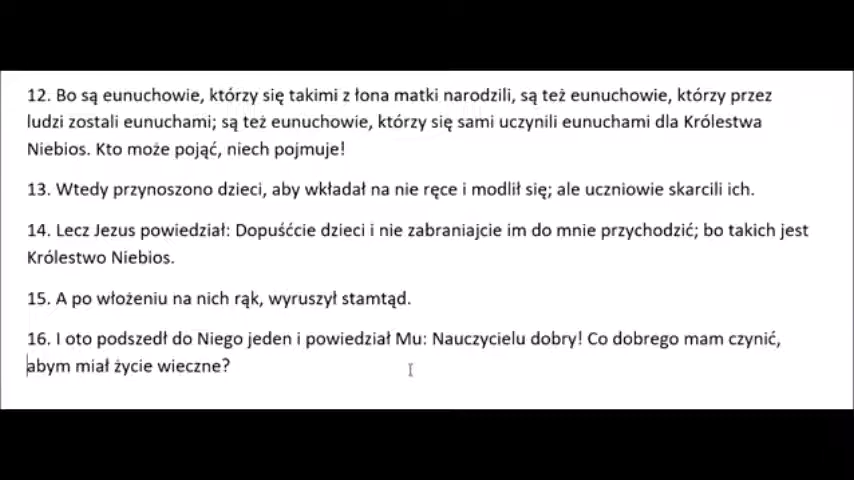 12. Bo są eunuchowie, którzy się takimi z łona matki narodzili, są też eunuchowie, którzy przez
ludzi zostali eunuchami; są też eunuchowie, którzy się sami uczynili eunuchami dla Królestwa
Niebios. Kto może pojąć, niech pojmuje!
13. Wtedy przynoszono dzieci, aby wkładał na nie ręce i modlił się; ale uczniowie skarcili ich.
14. Lecz Jezus powiedział: Dopuśćcie dzieci i nie zabraniajcie im do mnie przychodzić; bo takich jest
Królestwo Niebios.
15. A po włożeniu na nich rąk, wyruszył stamtąd.
16. I oto podszedł do Niego jeden i powiedział Mu: Nauczycielu dobry! Co dobrego mam czynić,
abym miał życie wieczne?